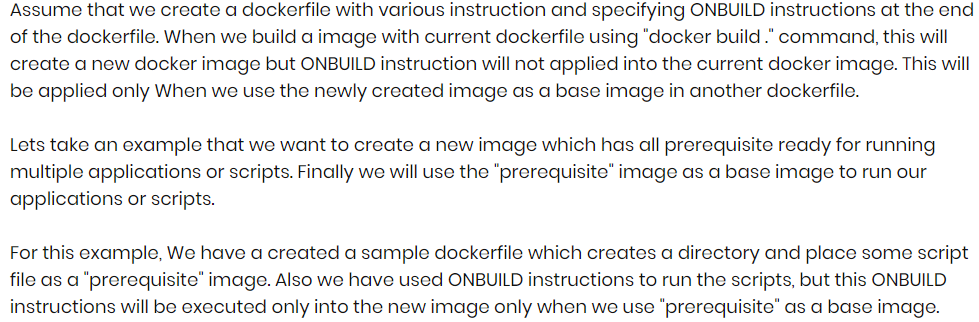 Assume that we create a dockerfile with various instruction and specifying ONBUILD instructions at the end
of the dockerfile. When we build a image with current dockerfile using "docker build ." command, this will
create a new docker image but ONBUILD instruction will not applied into the current docker image. This will
be applied only When we use the newly created image as a base image in another dockerfile.
Lets take an example that we want to create a new image which has all prerequisite ready for running
multiple applications or scripts. Finally we will use the "prerequisite" image as a base image to run our
applications or scripts.
For this example, We have a created a sample dockerfile which creates a directory and place some script
file as a "prerequisite" image. Also we have used ONBUILD instructions to run the scripts, but this ONBUILD
instructions will be executed only into the new image only when we use "prerequisite" as a base image.